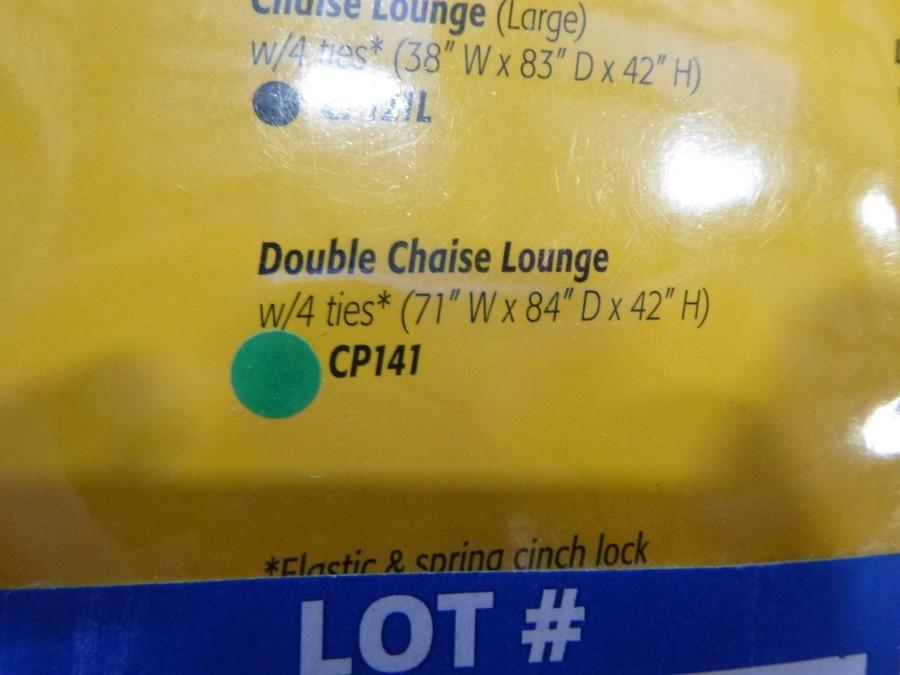 Chaise Lounge (Large)
w/4 ties* (38" W x 83" D x 42" H)
Double Chaise Lounge
w/4 ties* (71" W x 84" D x 42" H)
CP141
*Elastic & spring cinch lock
LOT #